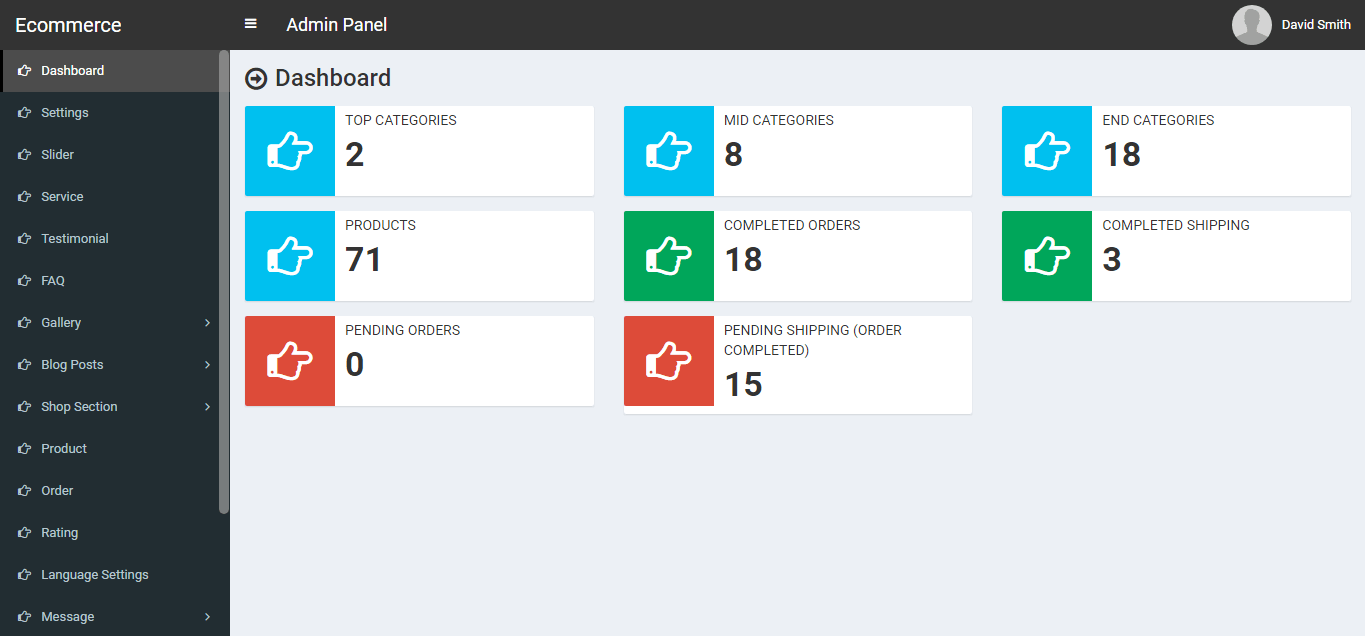 Ecommerce
Admin Panel
David Smith
Dashboard
Settings
Slider
Service
Testimonial
FAQ
Gallery
Blog Posts
Shop Section
Product
Order
Rating
Language Settings
Message
Dashboard
TOP CATEGORIES
2
MID CATEGORIES
8
END CATEGORIES
18
PRODUCTS
71
COMPLETED ORDERS
18
COMPLETED SHIPPING
3
PENDING ORDERS
0
PENDING SHIPPING (ORDER
COMPLETED)
15